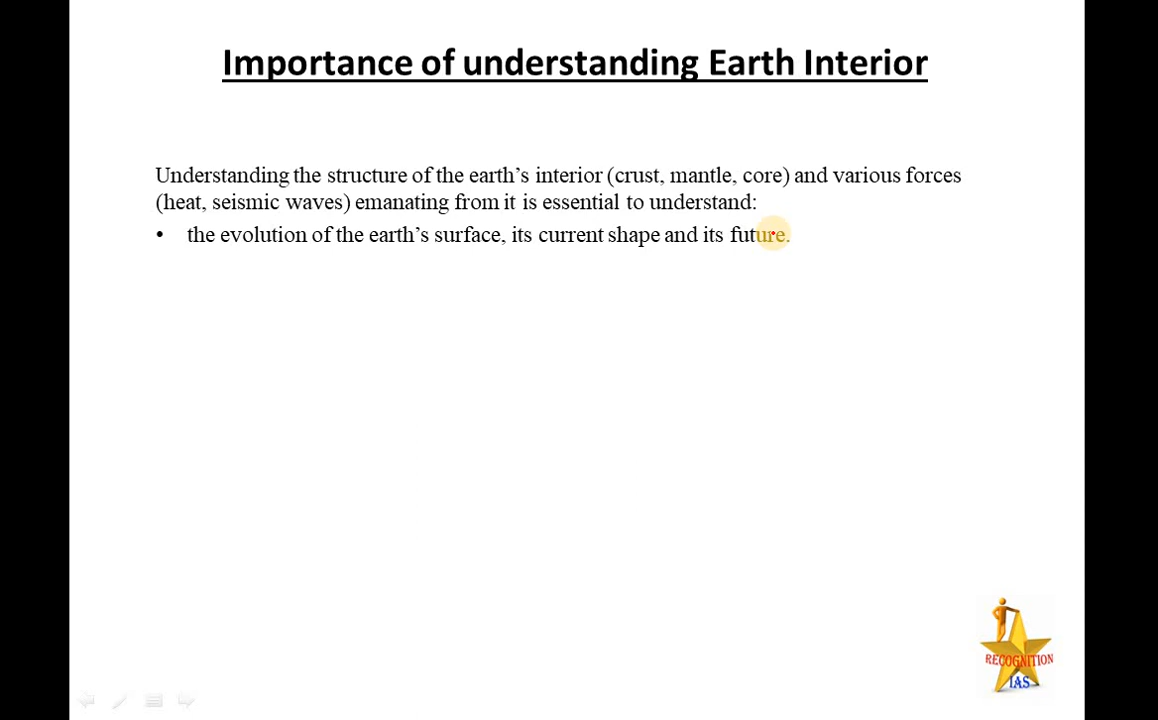 Importance of understanding Earth Interior
Understanding the structure of the earth’s interior (crust, mantle, core) and various forces
(heat, seismic waves) emanating from it is essential to understand:
• the evolution of the earth’s surface, its current shape and its future.
RECOGNITION
IAS